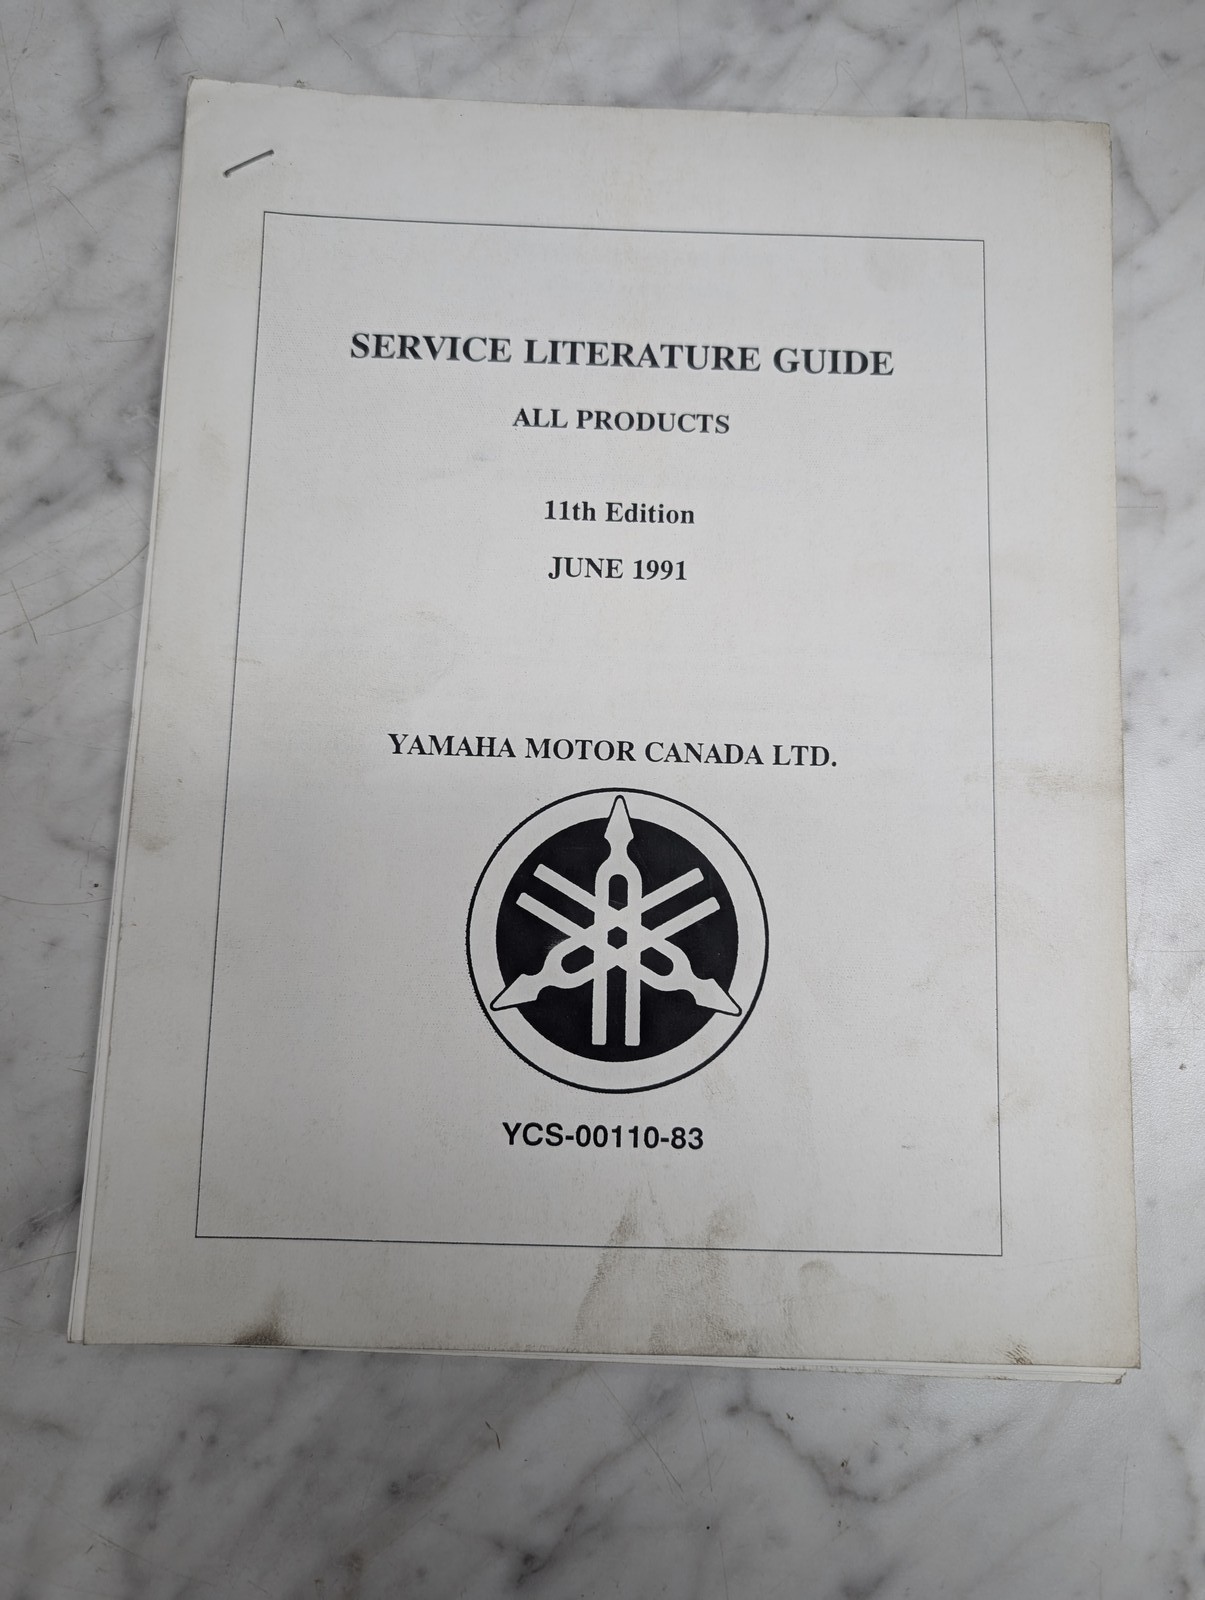 SERVICE LITERATURE GUIDE
ALL PRODUCTS
11th Edition
JUNE 1991
YAMAHA MOTOR CANADA LTD.
YCS-00110-83